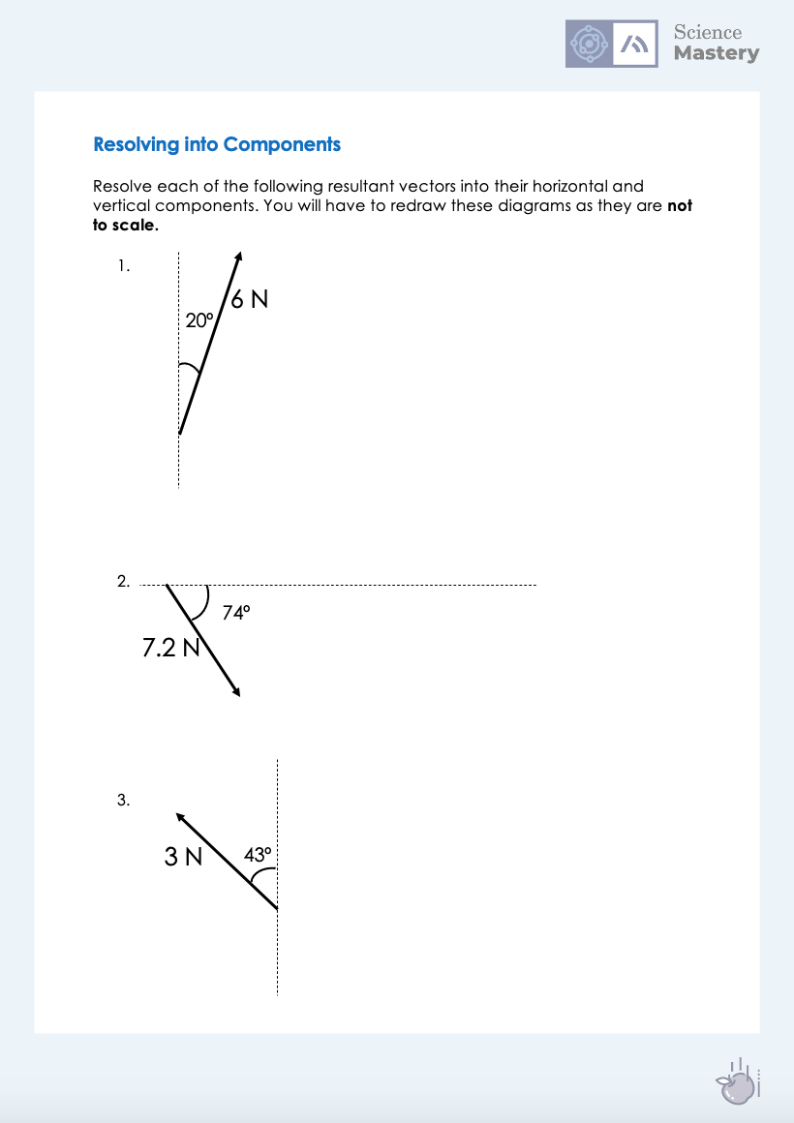 Science
Mastery
Resolving into Components
Resolve each of the following resultant vectors into their horizontal and
vertical components. You will have to redraw these diagrams as they are not
to scale.
1.
6 N
20º
2.
74º
7.2 N
3.
3 N
43º